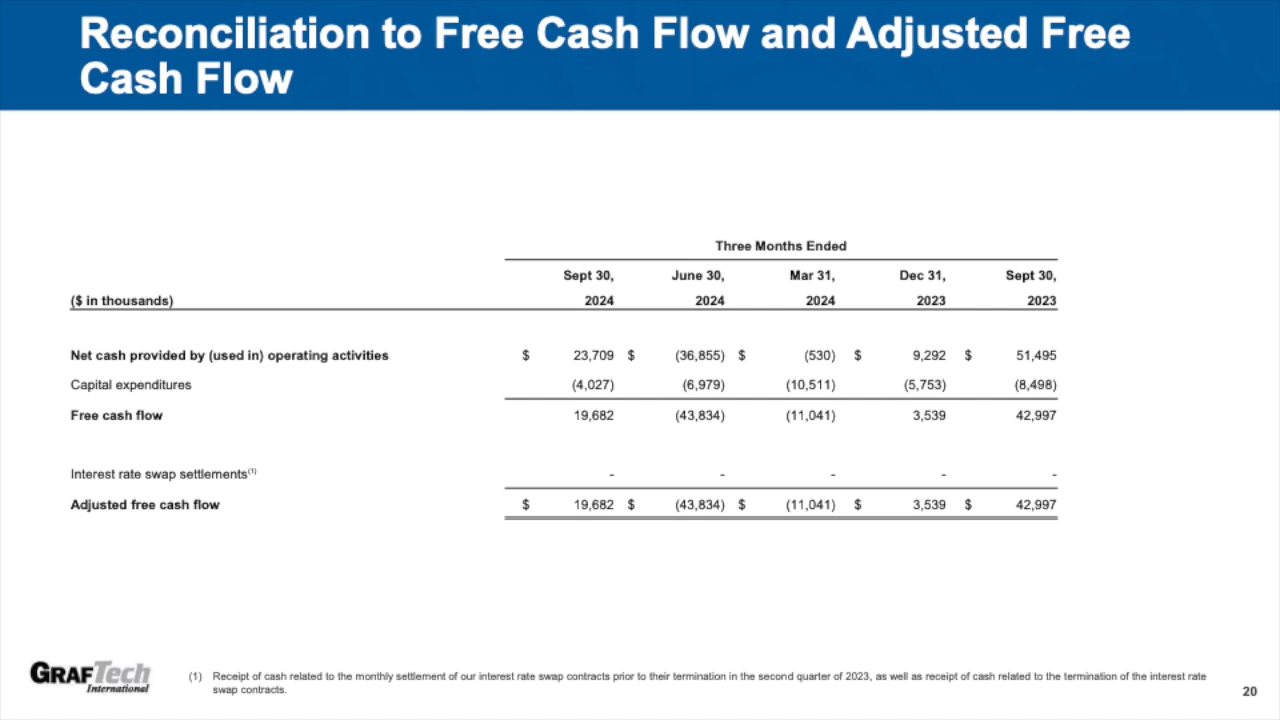 Reconciliation to Free Cash Flow and Adjusted Free
Cash Flow
Three Months Ended
Sept 30, June 30, Mar 31, Dec 31, Sept 30,
($ in thousands) 2024 2024 2024 2023 2023
Net cash provided by (used in) operating activities $ 23,709 $ (36,855) $ (530) $ 9,292 $ 51,495
Capital expenditures (4,027) (6,979) (10,511) (5,753) (8,498)
Free cash flow 19,682 (43,834) (11,041) 3,539 42,997
Interest rate swap settlements(1) - - - - -
Adjusted free cash flow $ 19,682 $ (43,834) $ (11,041) $ 3,539 $ 42,997
GRAFTech
International
(1) Receipt of cash related to the monthly settlement of our interest rate swap contracts prior to their termination in the second quarter of 2023, as well as receipt of cash related to the termination of the interest rate
swap contracts.
20